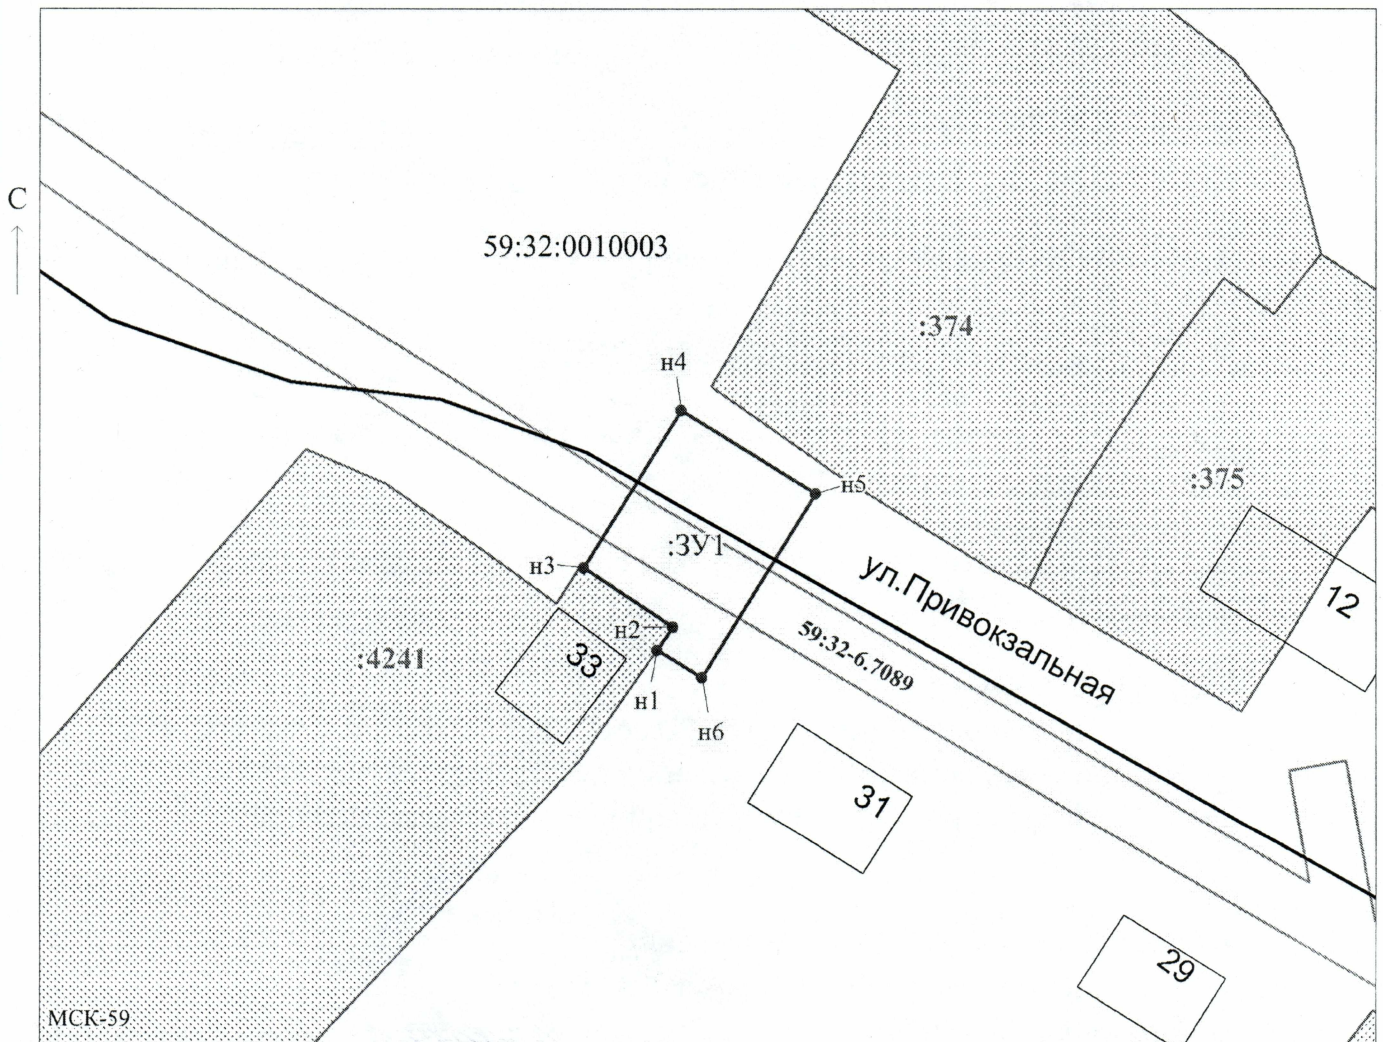 С
59:32:0010003
:374
н4
:375
н5
:ЗУ1
н3
ул.Привокзальная
12
н2
59:32-6.7089
33
:4241
н1
н6
31
29
МСК-59